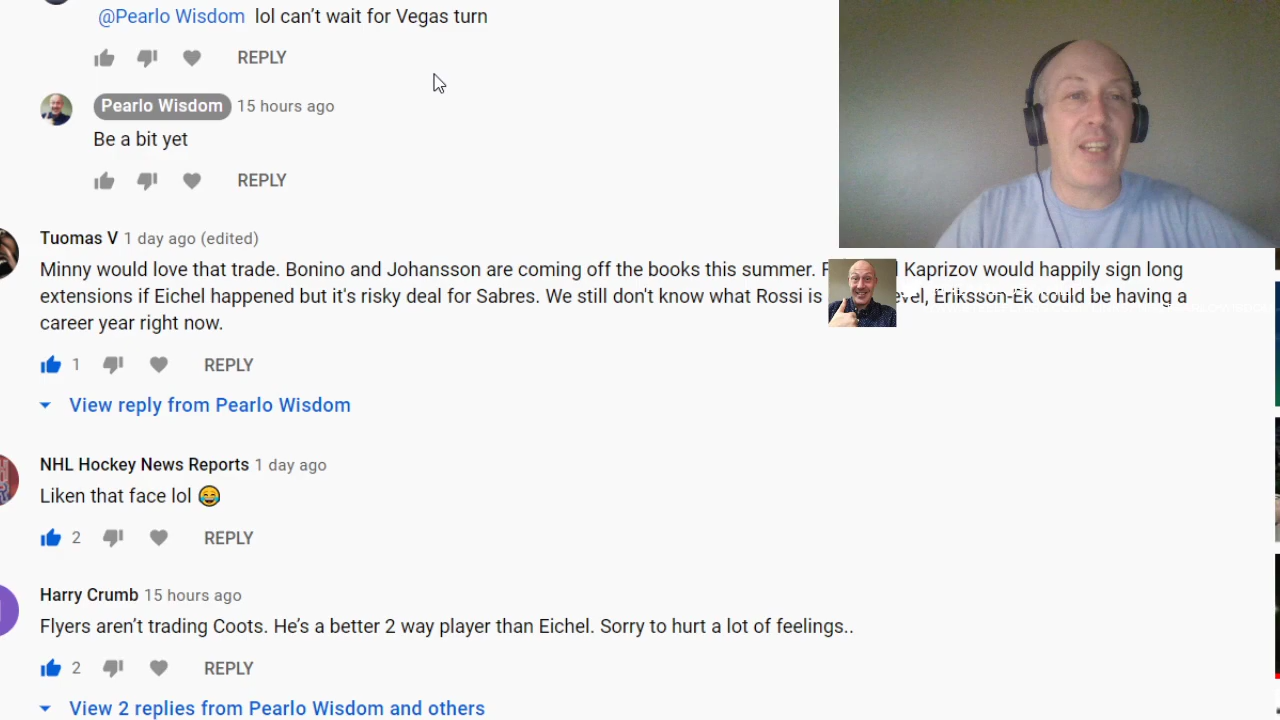 @Pearlo Wisdom lol can’t wait for Vegas turn
REPLY
Pearlo Wisdom 15 hours ago
Be a bit yet
REPLY
Tuomas V 1 day ago (edited)
Minny would love that trade. Bonino and Johansson are coming off the books this summer. Kaprizov would happily sign long
extensions if Eichel happened but it's risky deal for Sabres. We still don't know what Rossi is Eriksson-Ek could be having a
career year right now.
1 REPLY
View reply from Pearlo Wisdom
NHL Hockey News Reports 1 day ago
Liken that face lol 😂
2 REPLY
Harry Crumb 15 hours ago
Flyers aren’t trading Coots. He’s a better 2 way player than Eichel. Sorry to hurt a lot of feelings..
2 REPLY
View 2 replies from Pearlo Wisdom and others